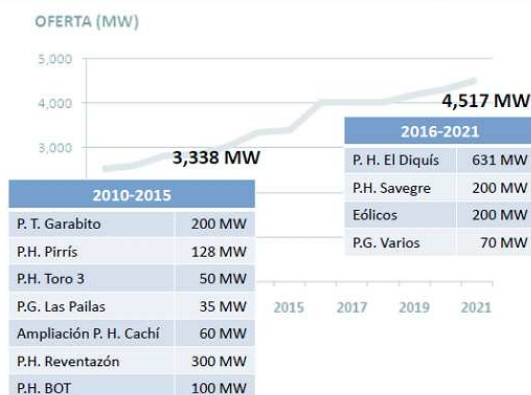 OFERTA (MW)
5,000
4,000
3,000
4,517 MW
3,338 MW
2016-2021
P. H. El Diquís 631 MW
P.H. Savegre 200 MW
Eólicos 200 MW
P.G. Varios 70 MW
2010-2015
P. T. Garabito 200 MW
P.H. Pirrís 128 MW
P.H. Toro 3 50 MW
P.G. Las Pailas 35 MW
Ampliación P. H. Cachí 60 MW
P.H. Reventazón 300 MW
P.H. BOT 100 MW
2015 2017 2019 2021